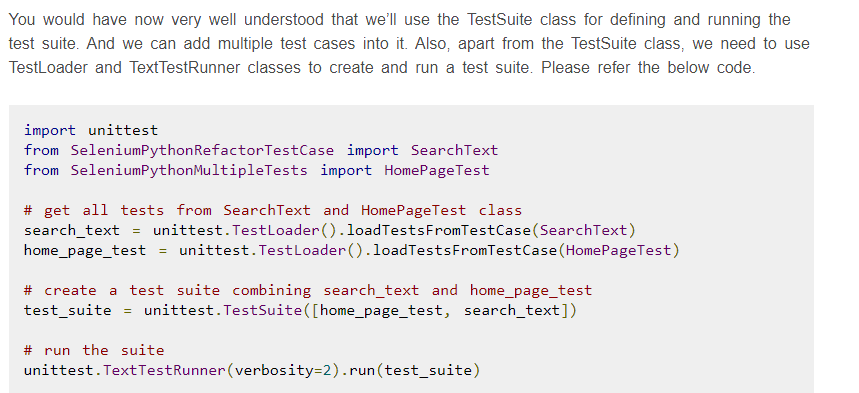 You would have now very well understood that we'll use the TestSuite class for defining and running the
test suite. And we can add multiple test cases into it. Also, apart from the TestSuite class, we need to use
TestLoader and TextTestRunner classes to create and run a test suite. Please refer the below code.
import unittest
from SeleniumPythonRefactorTestCase import SearchText
from SeleniumPythonMultipleTests import HomePageTest
# get all tests from SearchText and HomePageTest class
search_text = unittest.TestLoader().loadTestsFromTestCase(SearchText)
home_page_test = unittest.TestLoader().loadTestsFromTestCase(HomePageTest)
# create a test suite combining search_text and home_page_test
test_suite = unittest.TestSuite([home_page_test, search_text])
# run the suite
unittest.TextTestRunner(verbosity=2).run(test_suite)